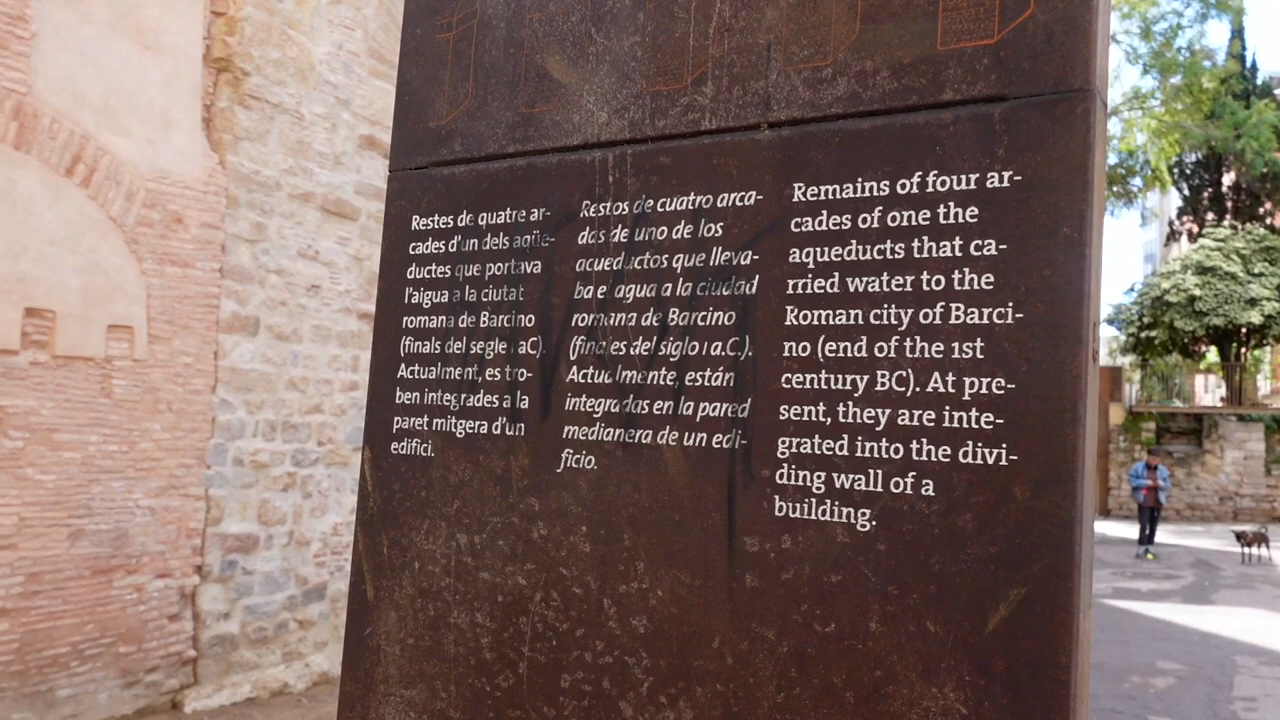 Restes de quatre ar-
cades d'un dels aqüe-
ductes que portava
l'aigua a la ciutat
romana de Barcino
(finals del segle I aC).
Actualment, es tro-
ben integrades a la
paret mitgera d'un
edifici.
Restos de cuatro arca-
das de uno de los
acueductos que lleva-
ba el agua a la ciudad
romana de Barcino
(finales del siglo I a.C.).
Actualmente, están
integradas en la pared
medianera de un edi-
ficio.
Remains of four ar-
cades of one the
aqueducts that ca-
rried water to the
Roman city of Barci-
no (end of the 1st
century BC). At pre-
sent, they are inte-
grated into the divi-
ding wall of a
building.